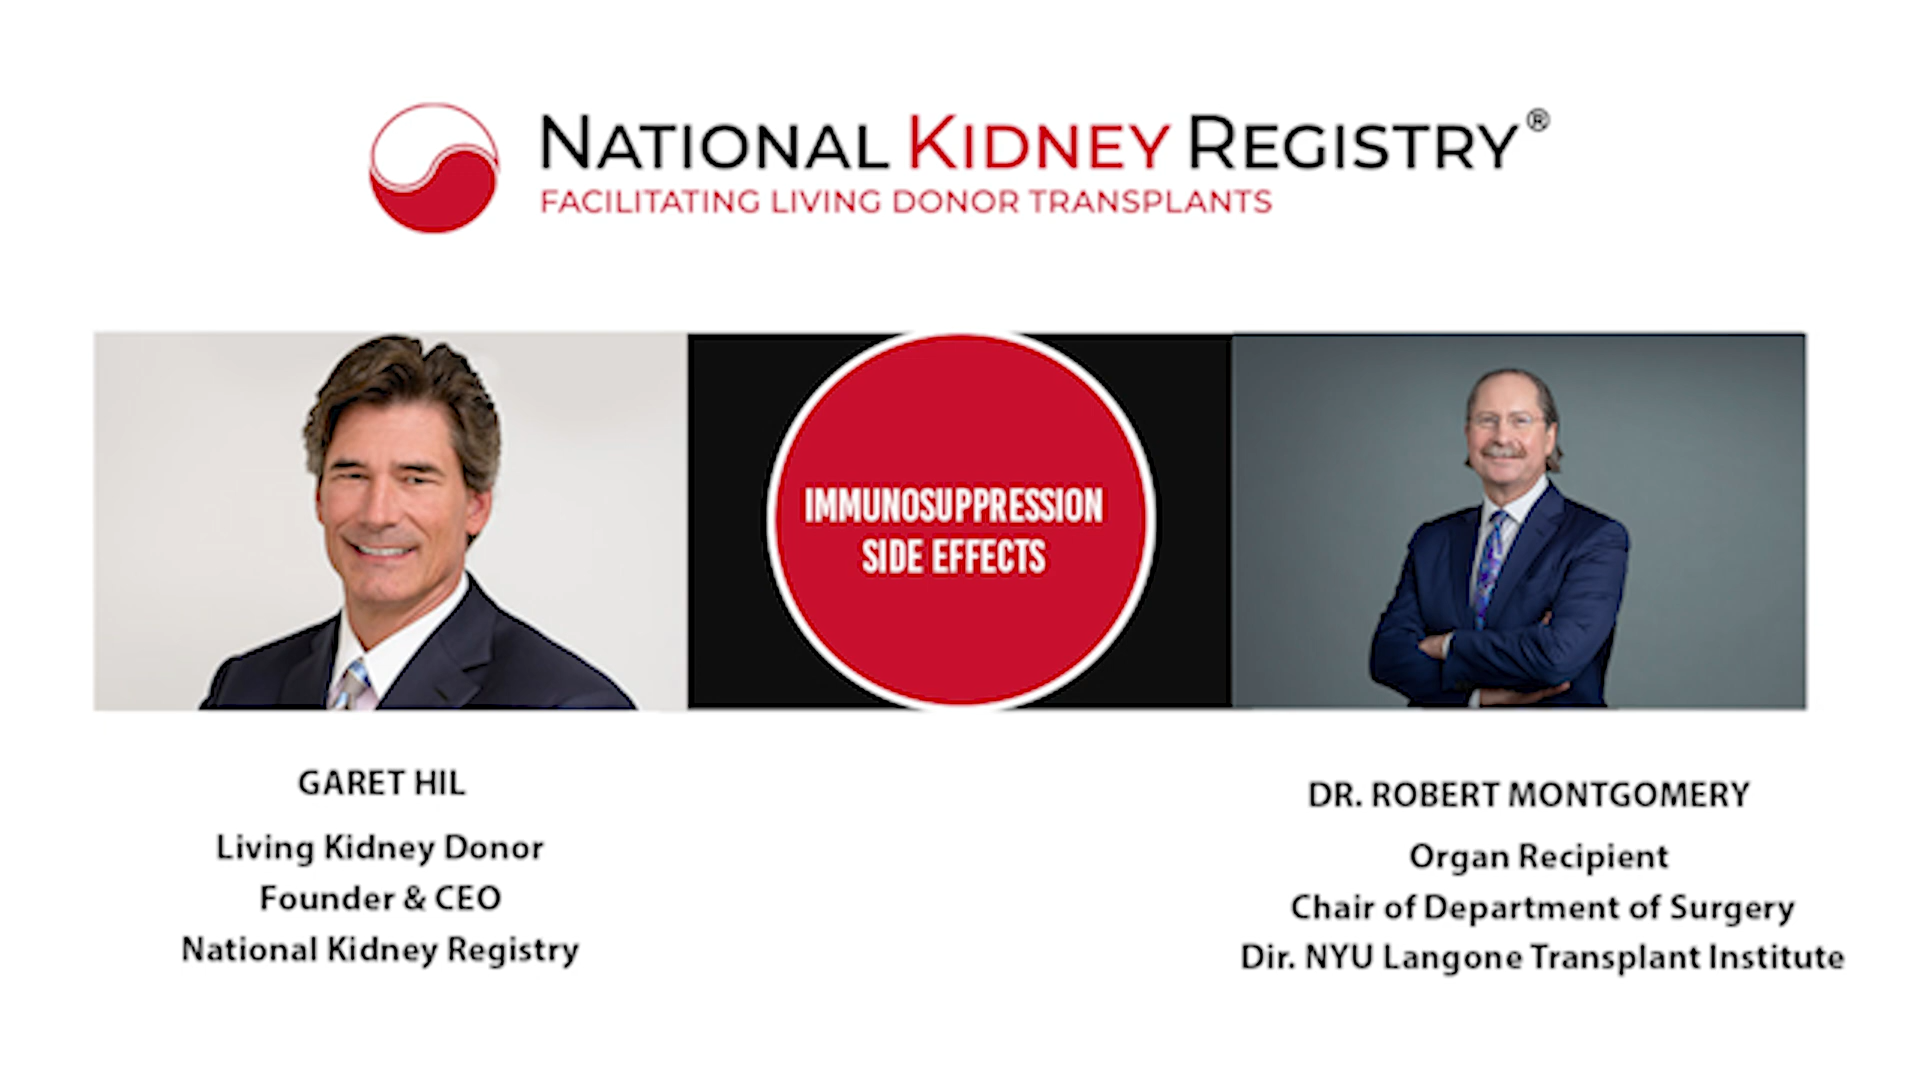 NATIONAL KIDNEY REGISTRY®
FACILITATING LIVING DONOR TRANSPLANTS
IMMUNOSUPPRESSION
SIDE EFFECTS
GARET HIL
Living Kidney Donor
Founder & CEO
National Kidney Registry
DR. ROBERT MONTGOMERY
Organ Recipient
Chair of Department of Surgery
Dir. NYU Langone Transplant Institute